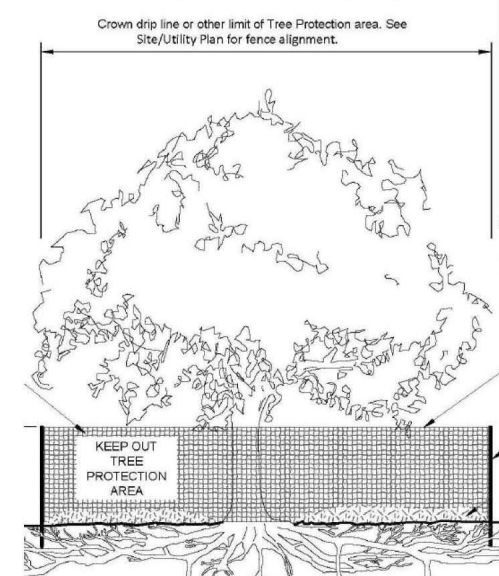 Crown drip line or other limit of Tree Protection area. See
Site/Utility Plan for fence alignment.
KEEP OUT
TREE
PROTECTION
AREA